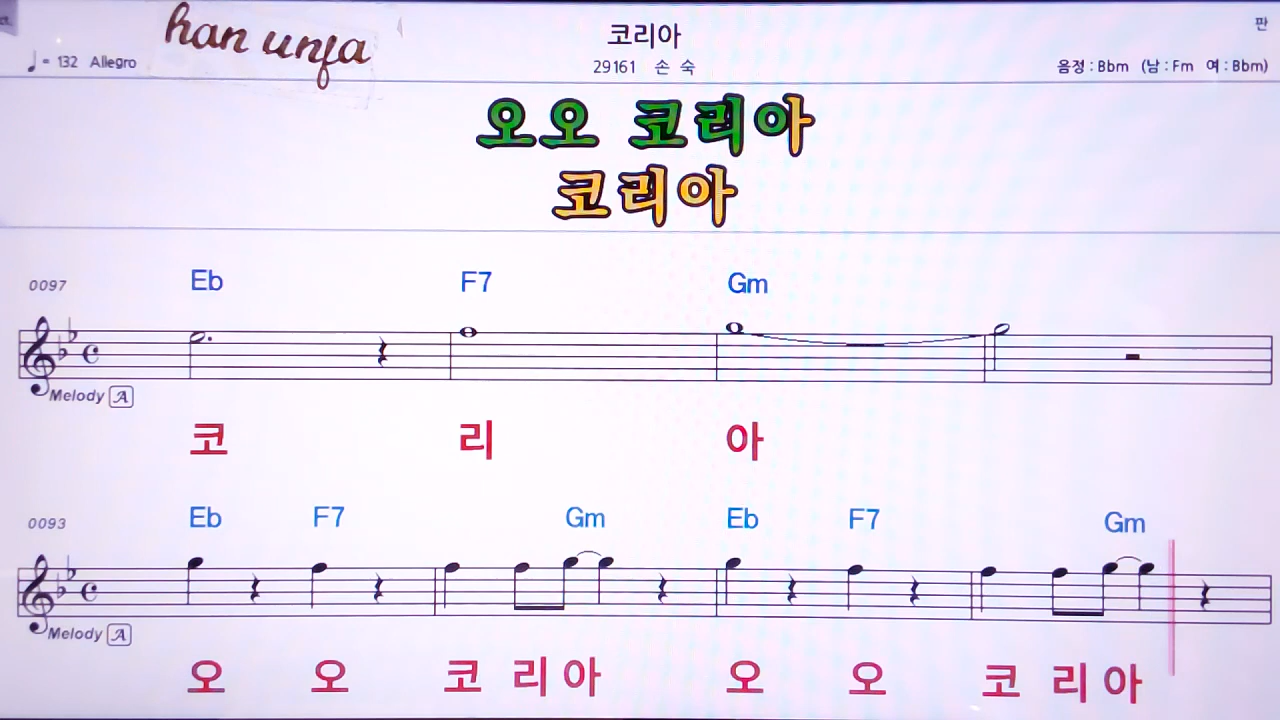 han unfa
코리아
판
♩= 132 Allegro
29161 손 숙
음정 : Bbm (남 : Fm 여 : Bbm)
오오 코리아
코리아
0097 Eb F7 Gm
Melody A
코 리 아
0093 Eb F7 Gm Eb F7 Gm
Melody A
오 오 코 리 아 오 오 코 리 아